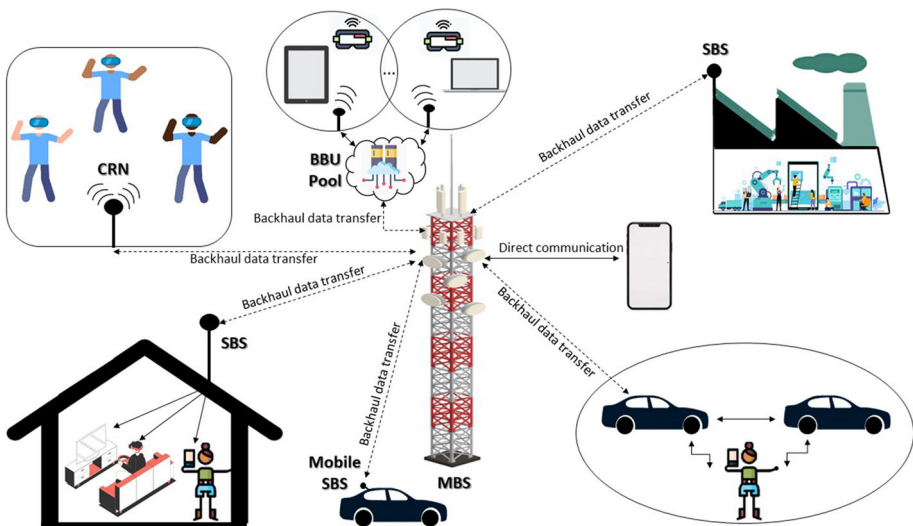 SBS
Backhaul data transfer
CRN
...
BBU
Pool
Backhaul data transfer
Direct communication
Backhaul data transfer
Backhaul data transfer
Backhaul data transfer
SBS
Backhaul data transfer
Mobile
SBS
MBS